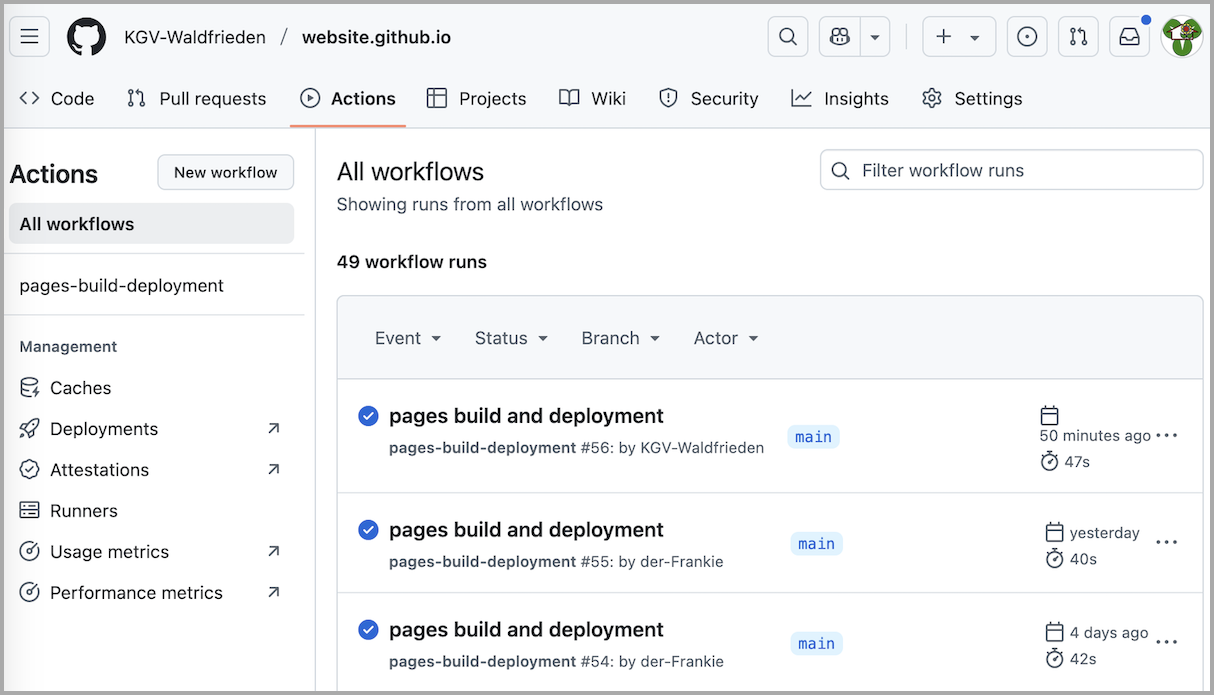 KGV-Waldfrieden / website.github.io
Code Pull requests Actions Projects Wiki Security Insights Settings
Actions
New workflow
All workflows
pages-build-deployment
Management
Caches
Deployments
Attestations
Runners
Usage metrics
Performance metrics
All workflows
Showing runs from all workflows
Filter workflow runs
49 workflow runs
Event Status Branch Actor
pages build and deployment
pages-build-deployment #56: by KGV-Waldfrieden
main
50 minutes ago
47s
pages build and deployment
pages-build-deployment #55: by der-Frankie
main
yesterday
40s
pages build and deployment
pages-build-deployment #54: by der-Frankie
main
4 days ago
42s